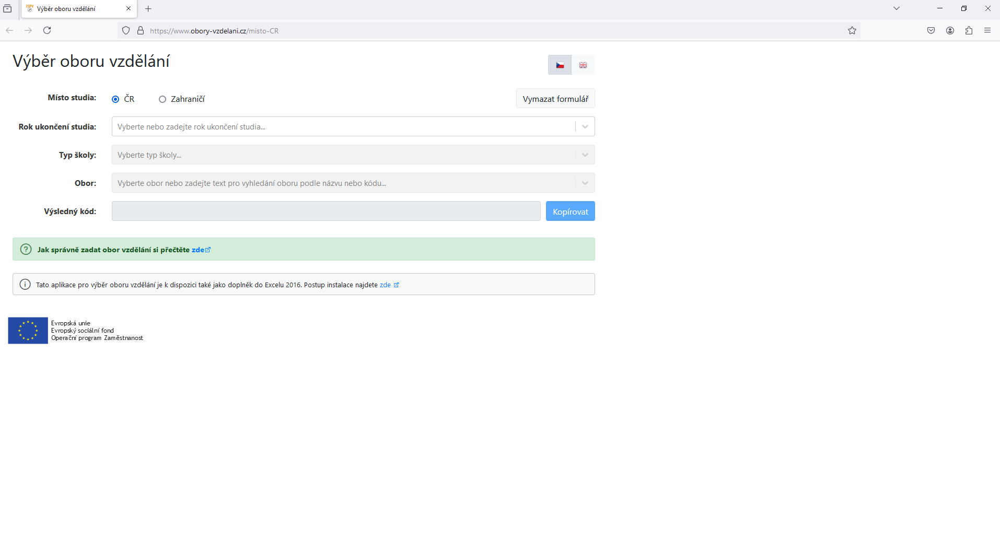 ISPV
Výběr oboru vzdělání
https://www.obory-vzdelani.cz/misto-CR
Výběr oboru vzdělání
Místo studia:
ČR
Zahraničí
Vymazat formulář
Rok ukončení studia:
Vyberte nebo zadejte rok ukončení studia...
Typ školy:
Vyberte typ školy...
Obor:
Vyberte obor nebo zadejte text pro vyhledání oboru podle názvu nebo kódu...
Výsledný kód:
Kopírovat
Jak správně zadat obor vzdělání si přečtěte zde
Tato aplikace pro výběr oboru vzdělání je k dispozici také jako doplněk do Excelu 2016. Postup instalace najdete zde
Evropská unie
Evropský sociální fond
Operační program Zaměstnanost